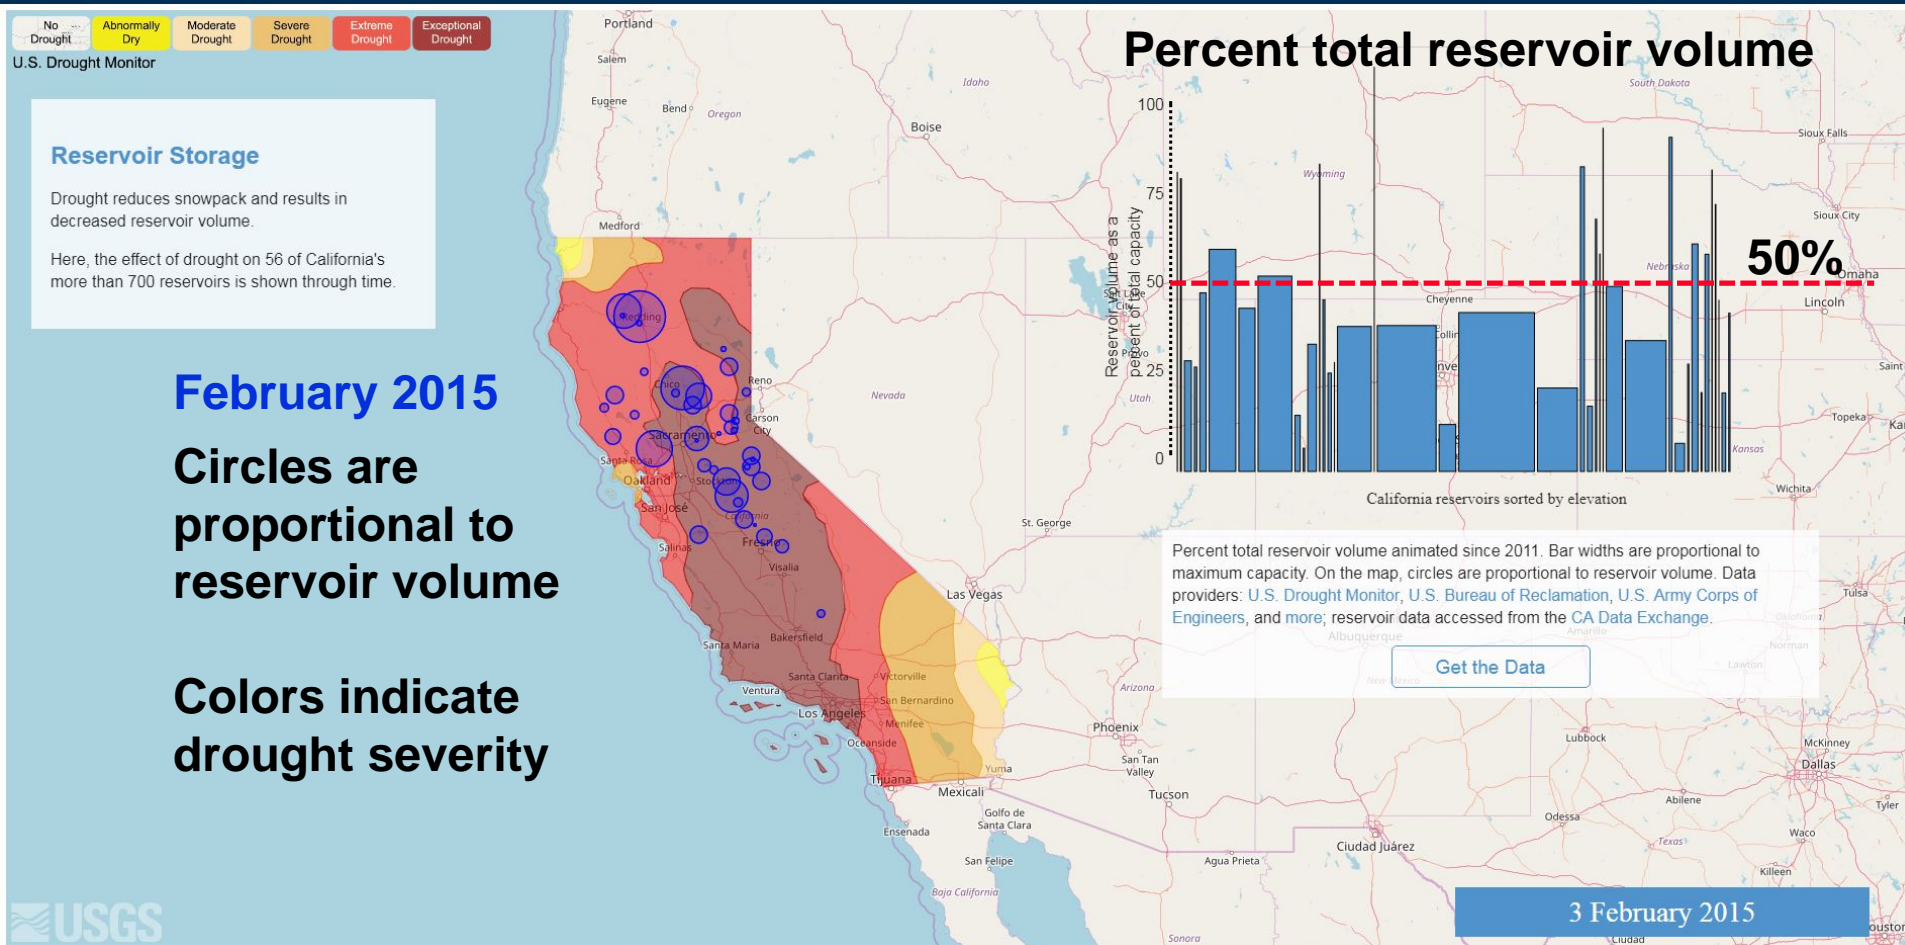 No
Drought
Abnormally
Dry
Moderate
Drought
Severe
Drought
Extreme
Drought
Exceptional
Drought
U.S. Drought Monitor
Reservoir Storage
Drought reduces snowpack and results in
decreased reservoir volume.
Here, the effect of drought on 56 of California's
more than 700 reservoirs is shown through time.
February 2015
Circles are
proportional to
reservoir volume
Colors indicate
drought severity
USGS
Percent total reservoir volume
100
75
50
25
0
Reservoir volume as a
percent of total capacity
50%
California reservoirs sorted by elevation
Percent total reservoir volume animated since 2011. Bar widths are proportional to
maximum capacity. On the map, circles are proportional to reservoir volume. Data
providers: U.S. Drought Monitor, U.S. Bureau of Reclamation, U.S. Army Corps of
Engineers, and more; reservoir data accessed from the CA Data Exchange.
Get the Data
3 February 2015
Portland
Salem
Eugene
Bend
Oregon
Idaho
Boise
Medford
Redding
Chico
Reno
Carson
City
Nevada
Sacramento
Santa Rosa
Oakland
Stockton
San José
California
Salinas
Fresno
Visalia
St. George
Las Vegas
Bakersfield
Santa Maria
Santa Clarita
Victorville
Ventura
San Bernardino
Los Angeles
Menifee
Oceanside
Tijuana
Yuma
Mexicali
Ensenada
Golfo de
Santa Clara
San Felipe
Baja California
Arizona
Phoenix
San Tan
Valley
Tucson
Agua Prieta
Sonora
Ciudad Juárez
Ciudad
South Dakota
Sioux Falls
Wyoming
Sioux City
Nebraska
Omaha
Lincoln
Cheyenne
Utah
Provo
Saint
Topeka
Kansas
Wichita
Tulsa
Oklahoma
Norman
Albuquerque
Amarillo
Lawton
New Mexico
Lubbock
McKinney
Dallas
Abilene
Tyler
Odessa
Waco
Texas
Killeen